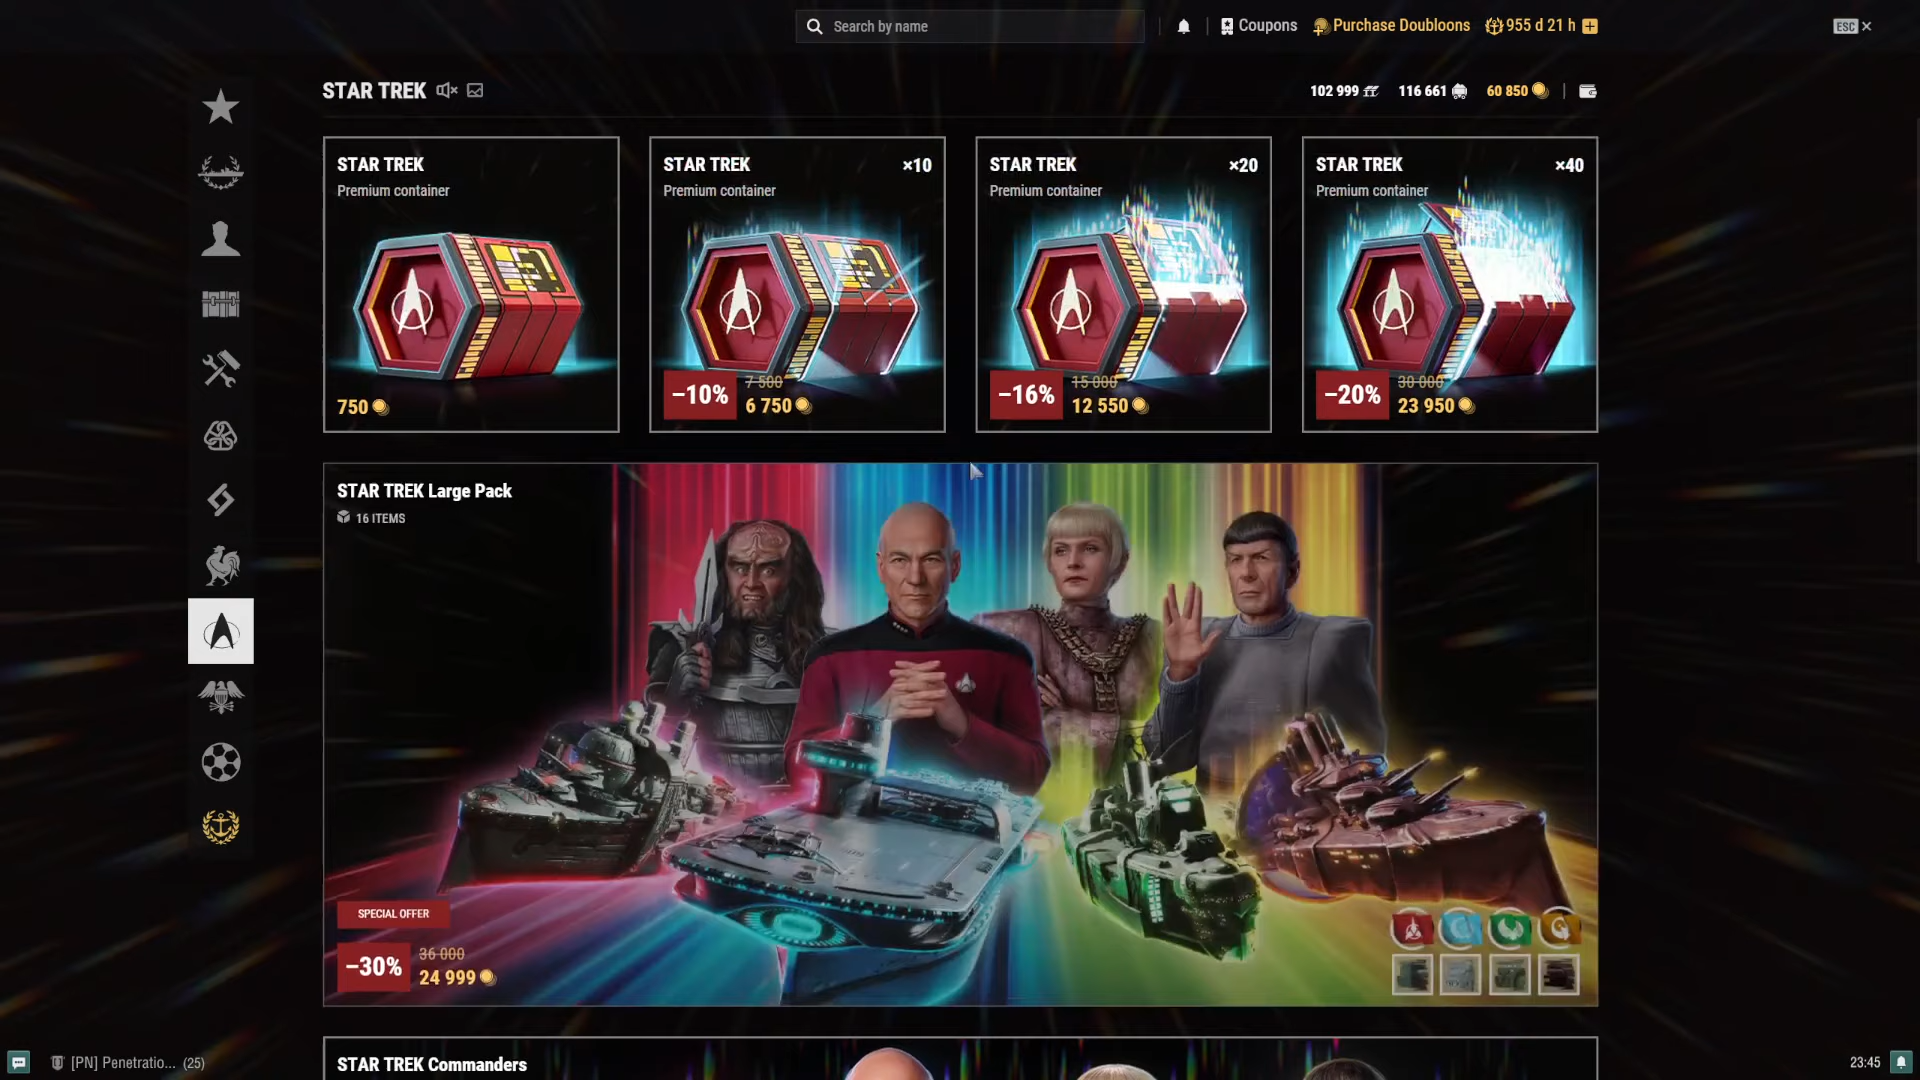 Search by name
Coupons
Purchase Doubloons
955 d 21 h
ESC
STAR TREK
102 999
116 661
60 850
STAR TREK
Premium container
750
STAR TREK
×10
Premium container
−10%
7 500
6 750
STAR TREK
×20
Premium container
−16%
15 000
12 550
STAR TREK
×40
Premium container
−20%
30 000
23 950
STAR TREK Large Pack
16 ITEMS
SPECIAL OFFER
−30%
36 000
24 999
STAR TREK Commanders
[PN] Penetratio... (25)
23:45